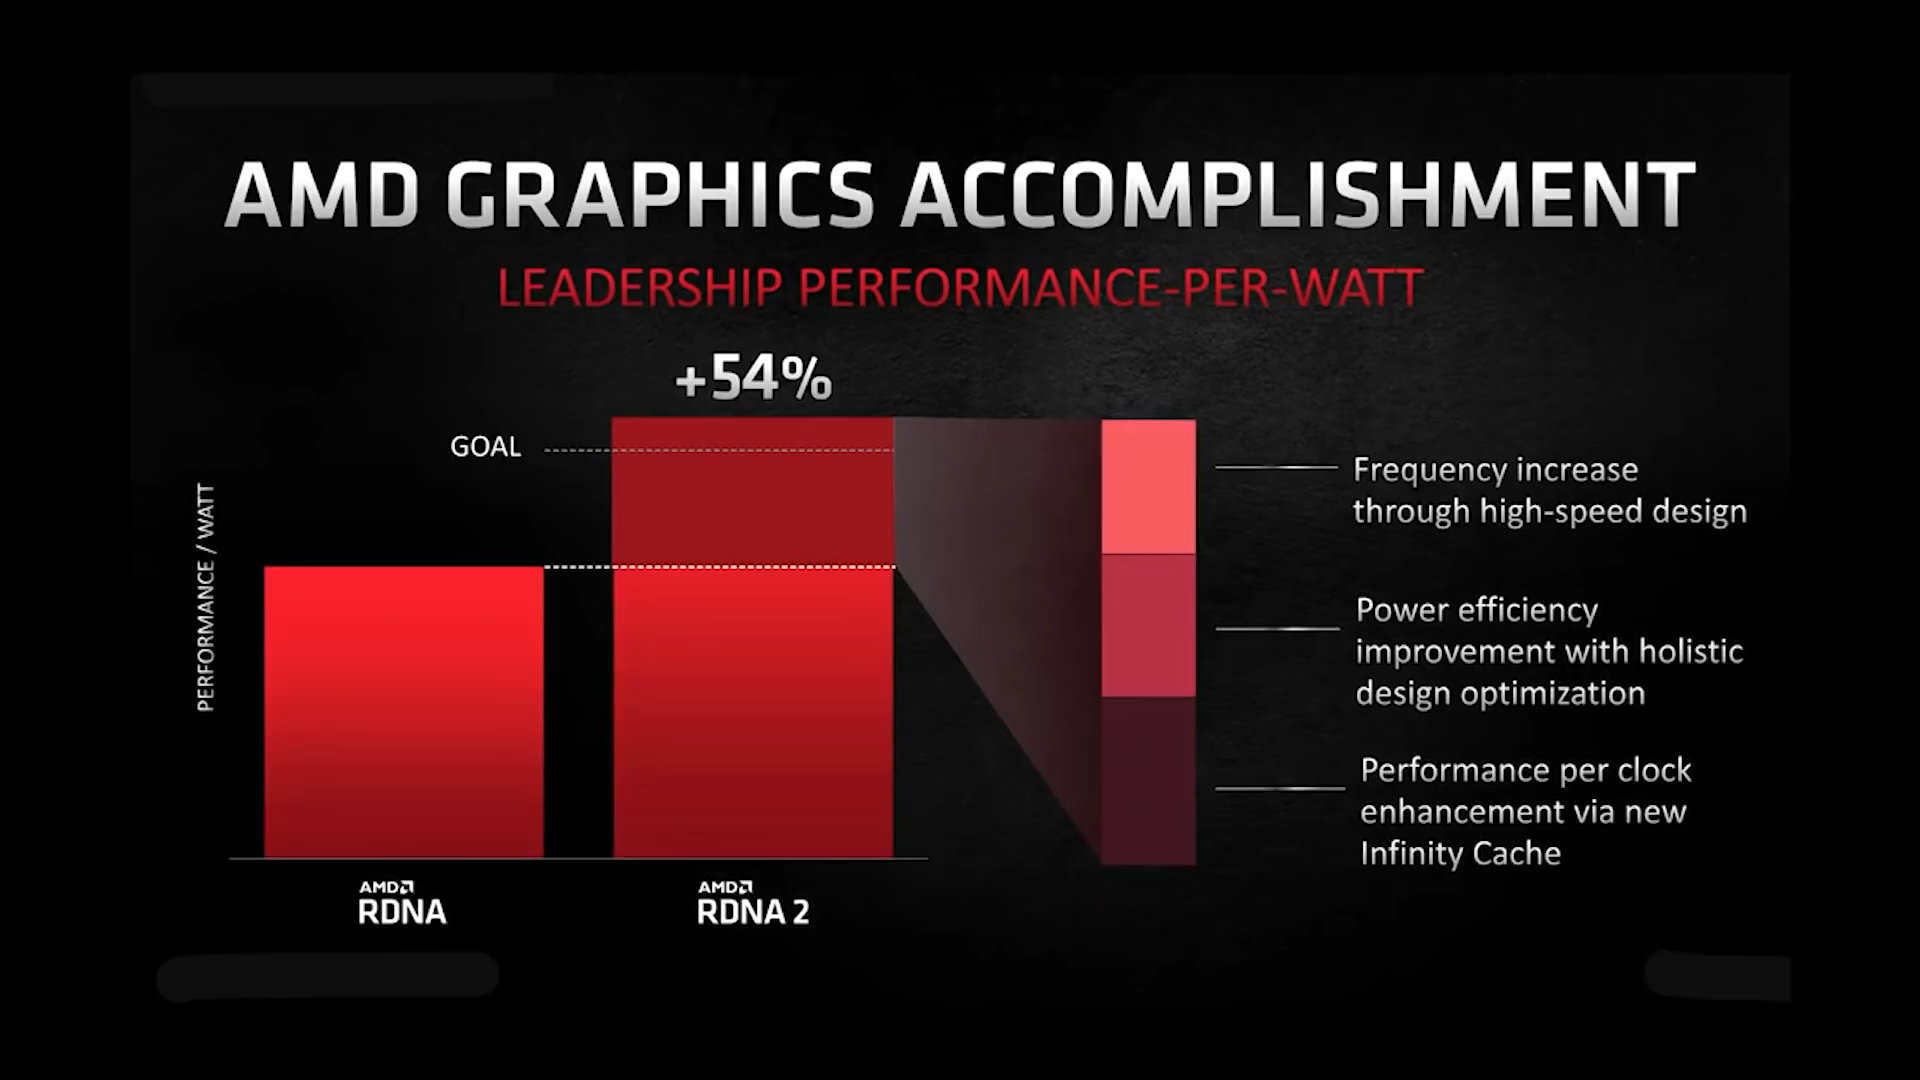 AMD GRAPHICS ACCOMPLISHMENT
LEADERSHIP PERFORMANCE-PER-WATT
+54%
GOAL
PERFORMANCE / WATT
Frequency increase
through high-speed design
Power efficiency
improvement with holistic
design optimization
Performance per clock
enhancement via new
Infinity Cache
AMD
RDNA
AMD
RDNA 2